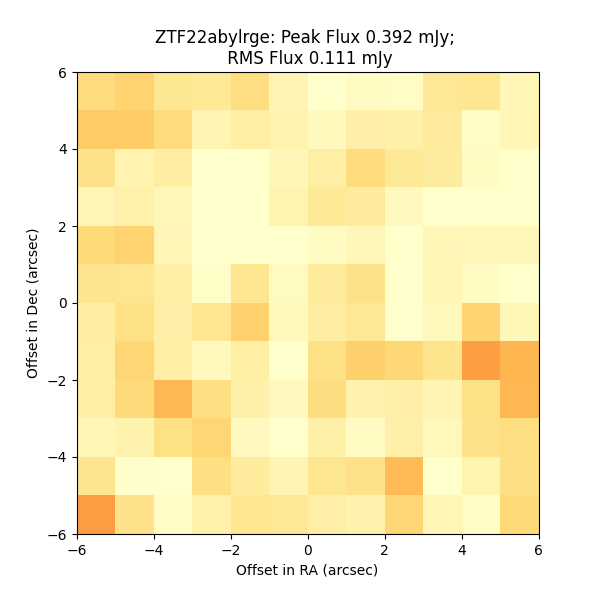 ZTF22abylrge: Peak Flux 0.392 mJy;
RMS Flux 0.111 mJy
6
4
2
0
−2
−4
−6
Offset in Dec (arcsec)
−6 −4 −2 0 2 4 6
Offset in RA (arcsec)